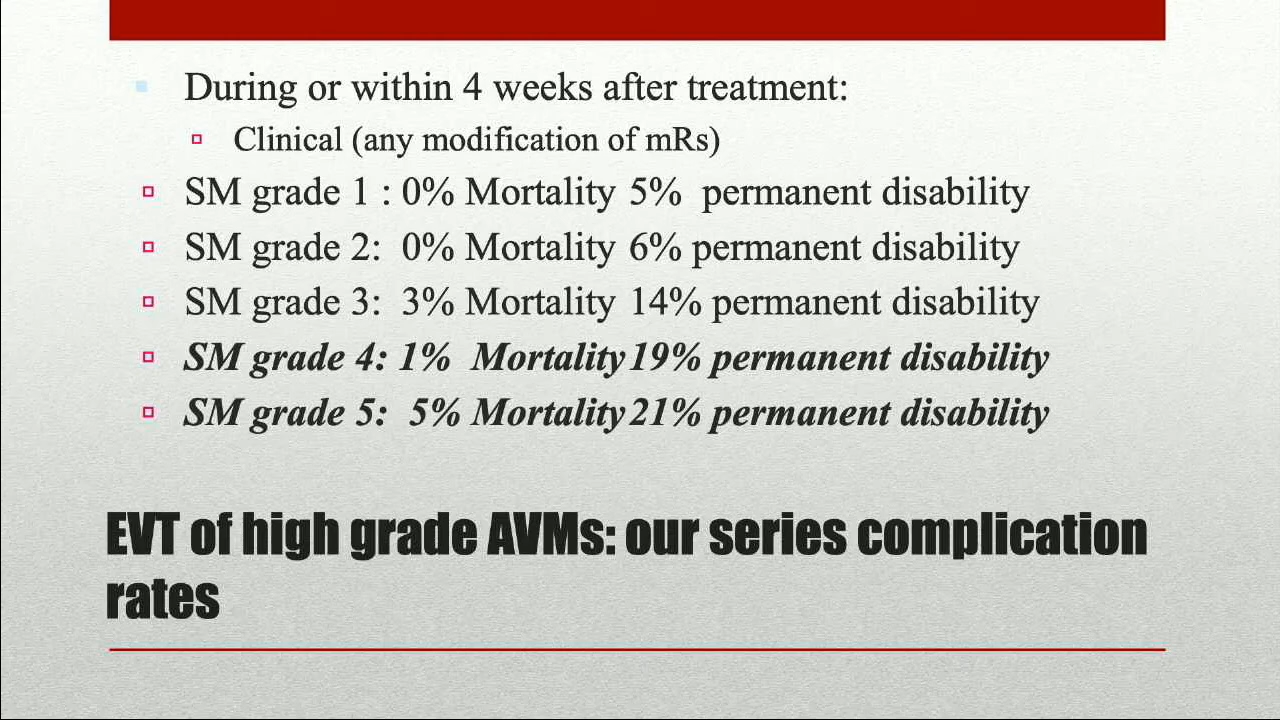 During or within 4 weeks after treatment:
Clinical (any modification of mRs)
SM grade 1 : 0% Mortality 5% permanent disability
SM grade 2: 0% Mortality 6% permanent disability
SM grade 3: 3% Mortality 14% permanent disability
SM grade 4: 1% Mortality 19% permanent disability
SM grade 5: 5% Mortality 21% permanent disability
EVT of high grade AVMs: our series complication
rates